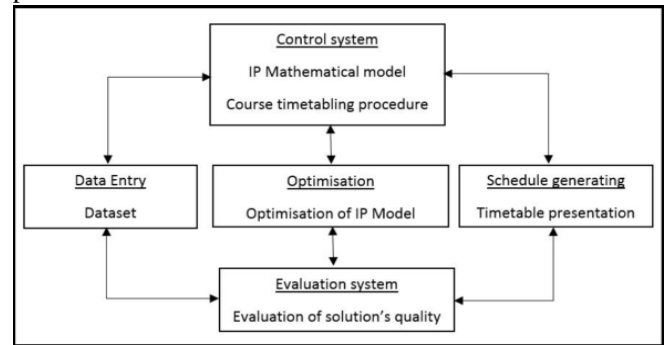 Control system
IP Mathematical model
Course timetabling procedure
Data Entry
Dataset
Optimisation
Optimisation of IP Model
Schedule generating
Timetable presentation
Evaluation system
Evaluation of solution's quality